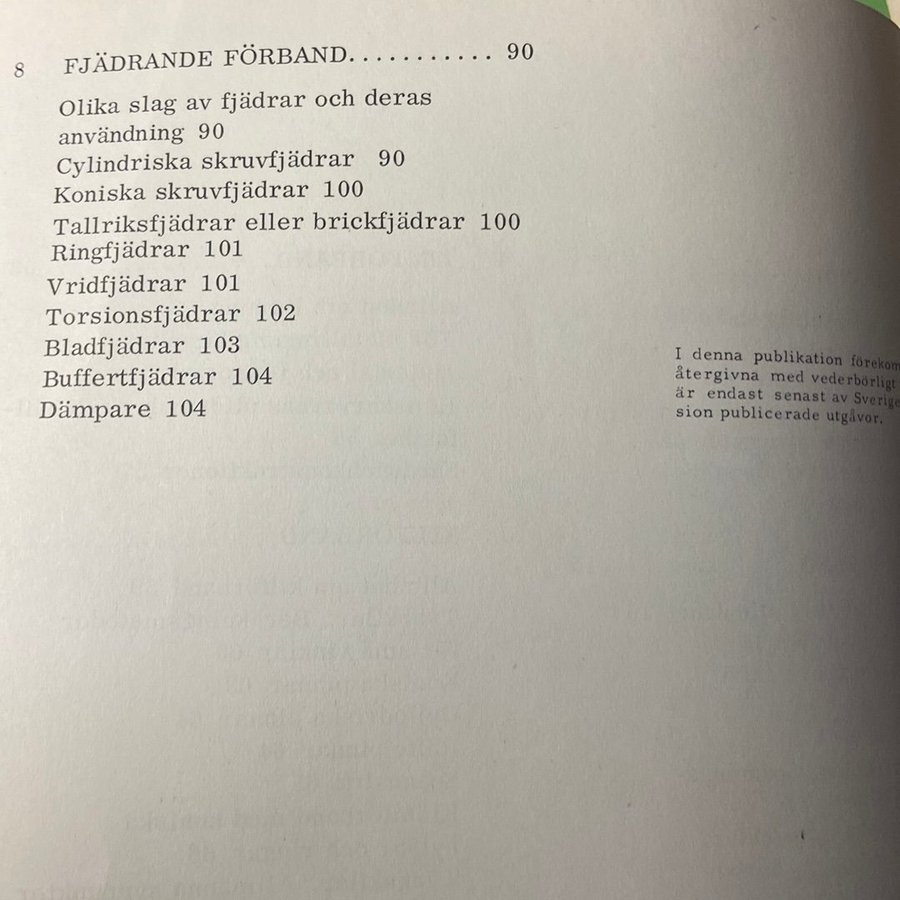 8 FJÄDRANDE FÖRBAND........... 90
Olika slag av fjädrar och deras
användning 90
Cylindriska skruvfjädrar 90
Koniska skruvfjädrar 100
Tallriksfjädrar eller brickfjädrar 100
Ringfjädrar 101
Vridfjädrar 101
Torsionsfjädrar 102
Bladfjädrar 103
Buffertfjädrar 104
Dämpare 104
I denna publikation förekom
återgivna med vederbörligt
är endast senast av Sverige
sion publicerade utgåvor.